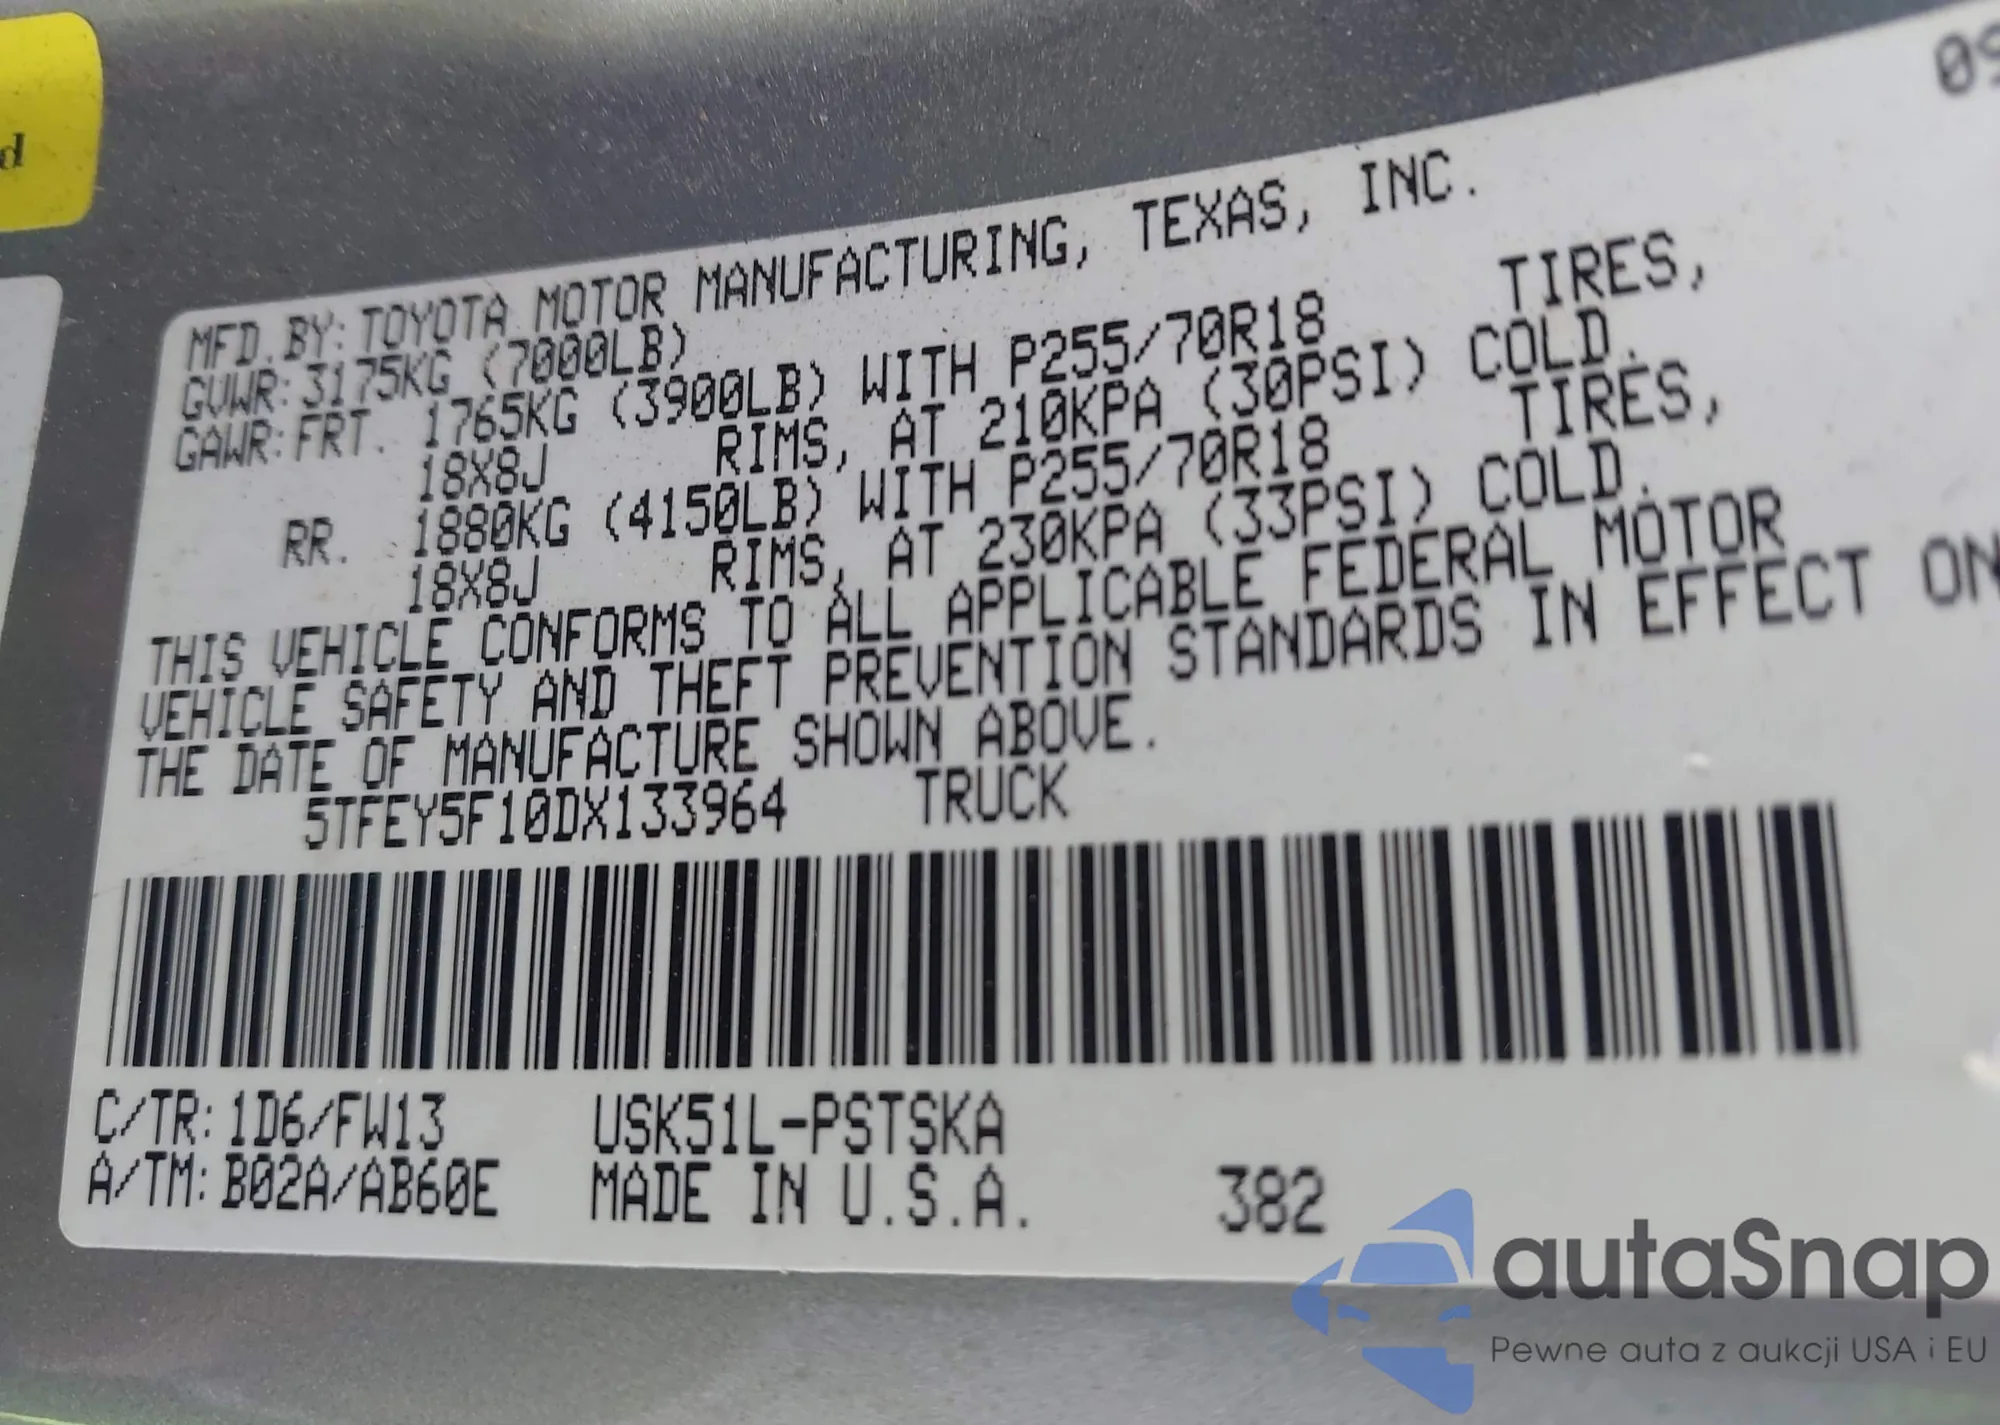 09
d
MFD. BY: TOYOTA MOTOR MANUFACTURING, TEXAS, INC.
GVWR: 3175KG (7000LB)
GAWR: FRT. 1765KG (3900LB) WITH P255/70R18 TIRES,
18X8J RIMS, AT 210KPA (30PSI) COLD.
RR. 1880KG (4150LB) WITH P255/70R18 TIRES,
18X8J RIMS, AT 230KPA (33PSI) COLD.
THIS VEHICLE CONFORMS TO ALL APPLICABLE FEDERAL MOTOR
VEHICLE SAFETY AND THEFT PREVENTION STANDARDS IN EFFECT ON
THE DATE OF MANUFACTURE SHOWN ABOVE.
5TFEY5F10DX133964 TRUCK
C/TR: 1D6/FW13 USK51L-PSTSKA
A/TM: B02A/AB60E MADE IN U.S.A. 382
autaSnap
Pewne auta z aukcji USA i EU